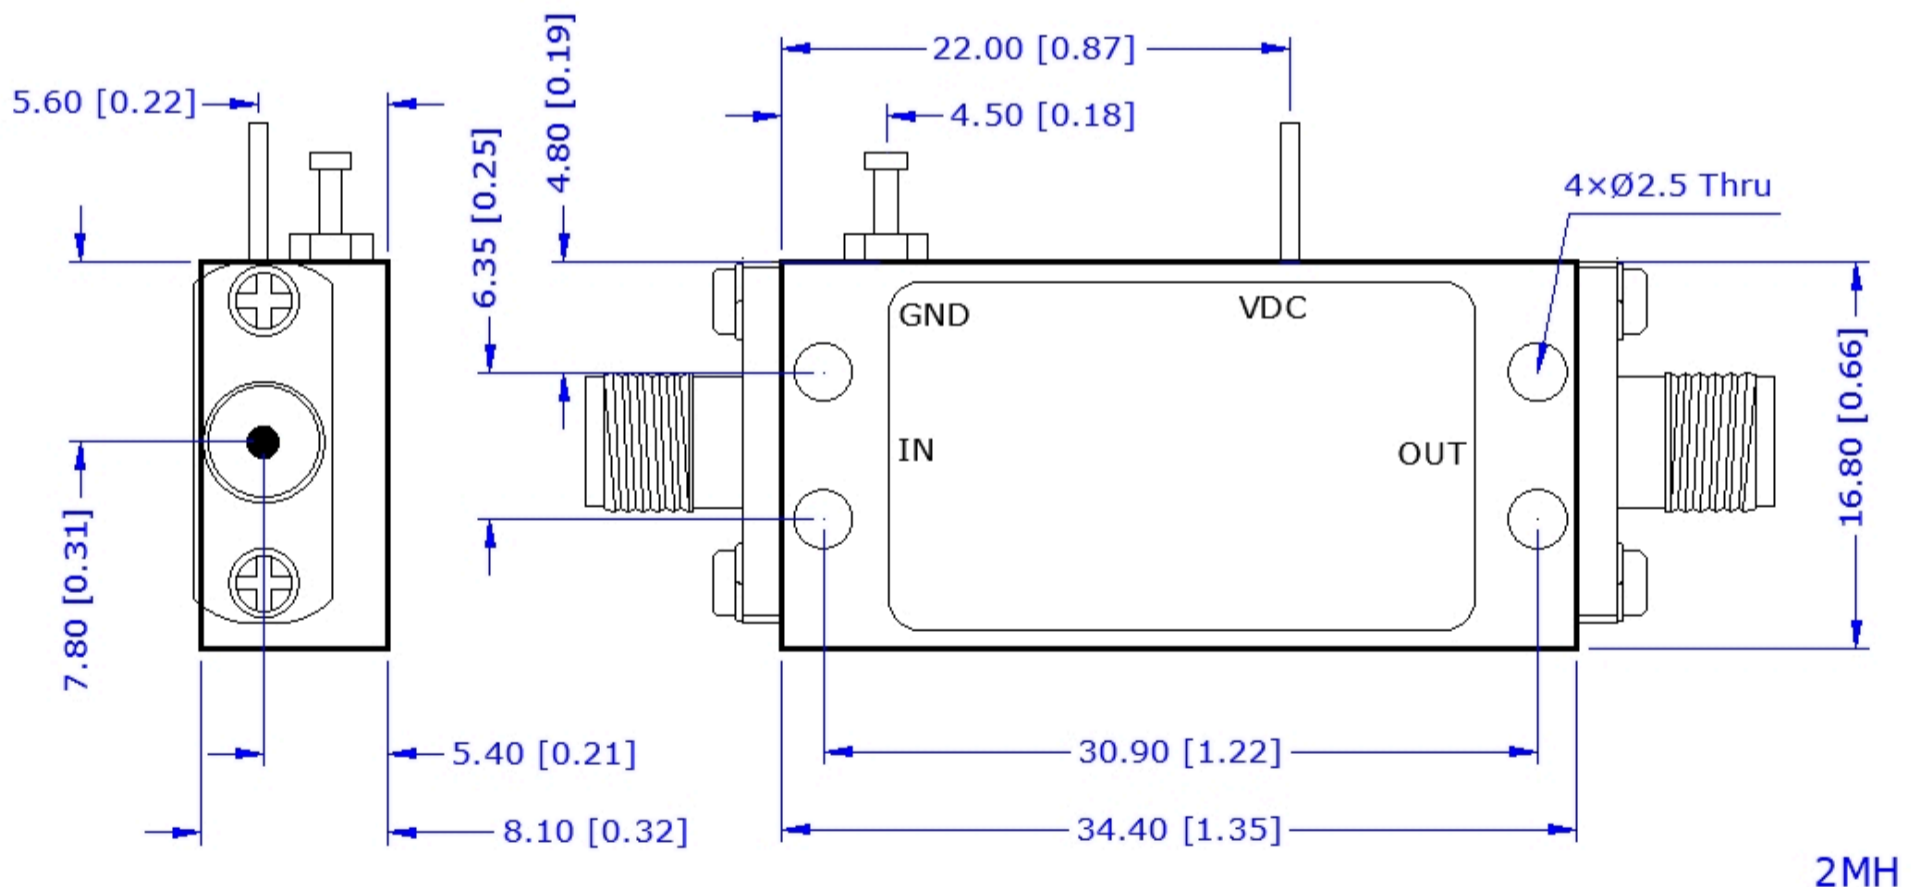 22.00 [0.87]
5.60 [0.22]
4.80 [0.19]
4.50 [0.18]
6.35 [0.25]
4×Ø2.5 Thru
GND
VDC
IN
OUT
16.80 [0.66]
7.80 [0.31]
5.40 [0.21]
30.90 [1.22]
8.10 [0.32]
34.40 [1.35]
2MH